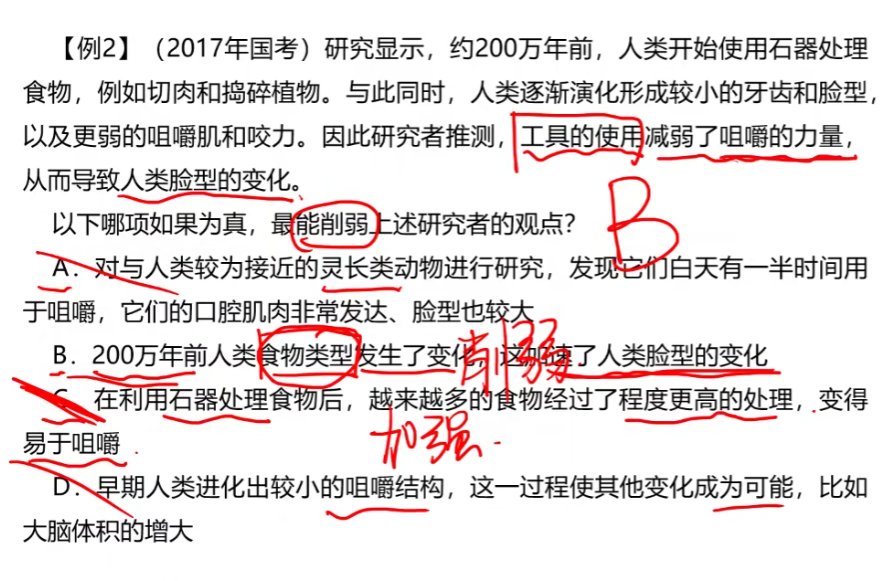 【例2】（2017年国考）研究显示，约200万年前，人类开始使用石器处理
食物，例如切肉和捣碎植物。与此同时，人类逐渐演化形成较小的牙齿和脸型，
以及更弱的咀嚼肌和咬力。因此研究者推测，工具的使用减弱了咀嚼的力量，
从而导致人类脸型的变化。
以下哪项如果为真，最能削弱上述研究者的观点？
B
A．对与人类较为接近的灵长类动物进行研究，发现它们白天有一半时间用
于咀嚼，它们的口腔肌肉非常发达、脸型也较大
B．200万年前人类食物类型发生了变化，这加速了人类脸型的变化
削弱
C．在利用石器处理食物后，越来越多的食物经过了程度更高的处理，变得
易于咀嚼
加强
D．早期人类进化出较小的咀嚼结构，这一过程使其他变化成为可能，比如
大脑体积的增大